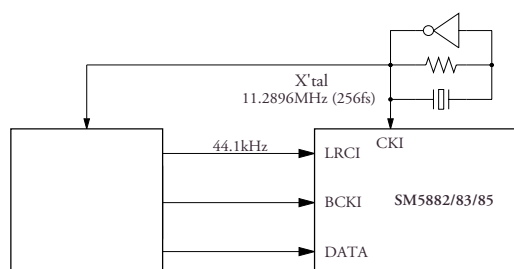 X'tal
11.2896MHz (256fs)
CKI
44.1kHz
LRCI
BCKI
SM5882/83/85
DATA